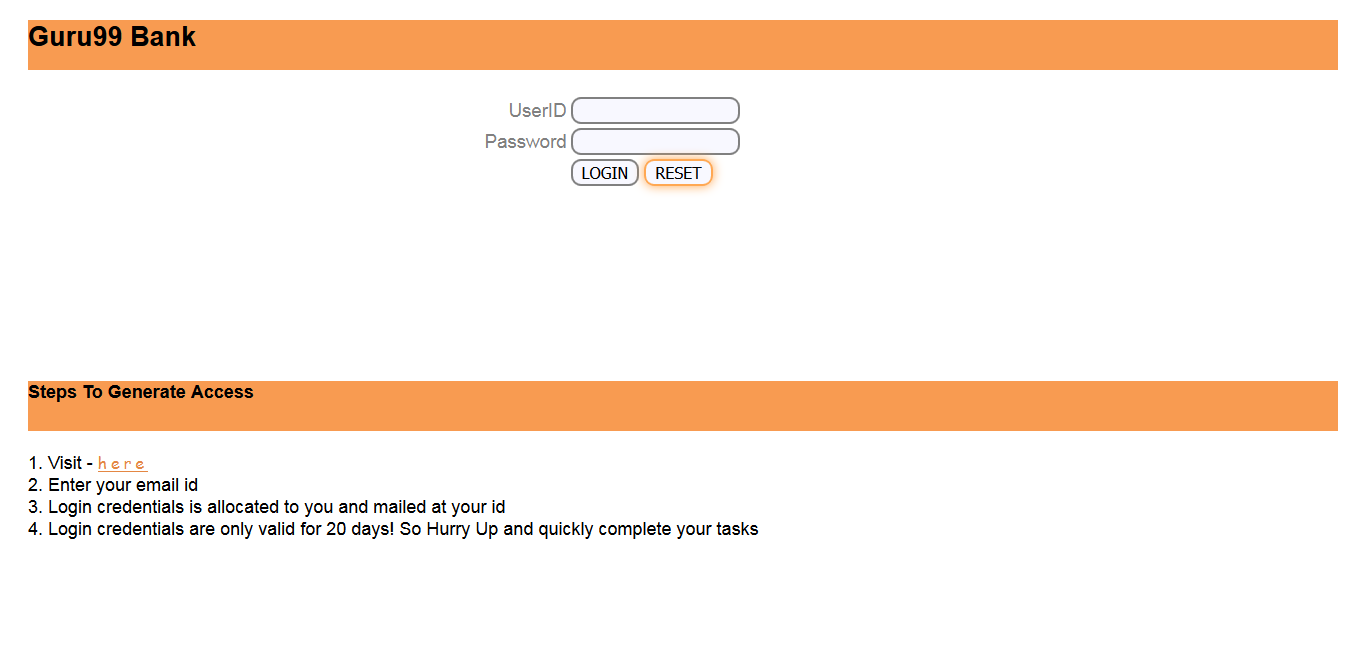 Guru99 Bank
UserID
Password
LOGIN RESET
Steps To Generate Access
1. Visit - here
2. Enter your email id
3. Login credentials is allocated to you and mailed at your id
4. Login credentials are only valid for 20 days! So Hurry Up and quickly complete your tasks